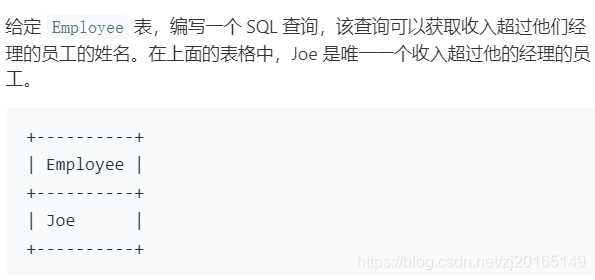 给定 Employee 表，编写一个 SQL 查询，该查询可以获取收入超过他们经
理的员工的姓名。在上面的表格中，Joe 是唯一一个收入超过他的经理的员
工。
+----------+
| Employee |
+----------+
| Joe      |
+----------+
https://blog.csdn.net/zj20165149